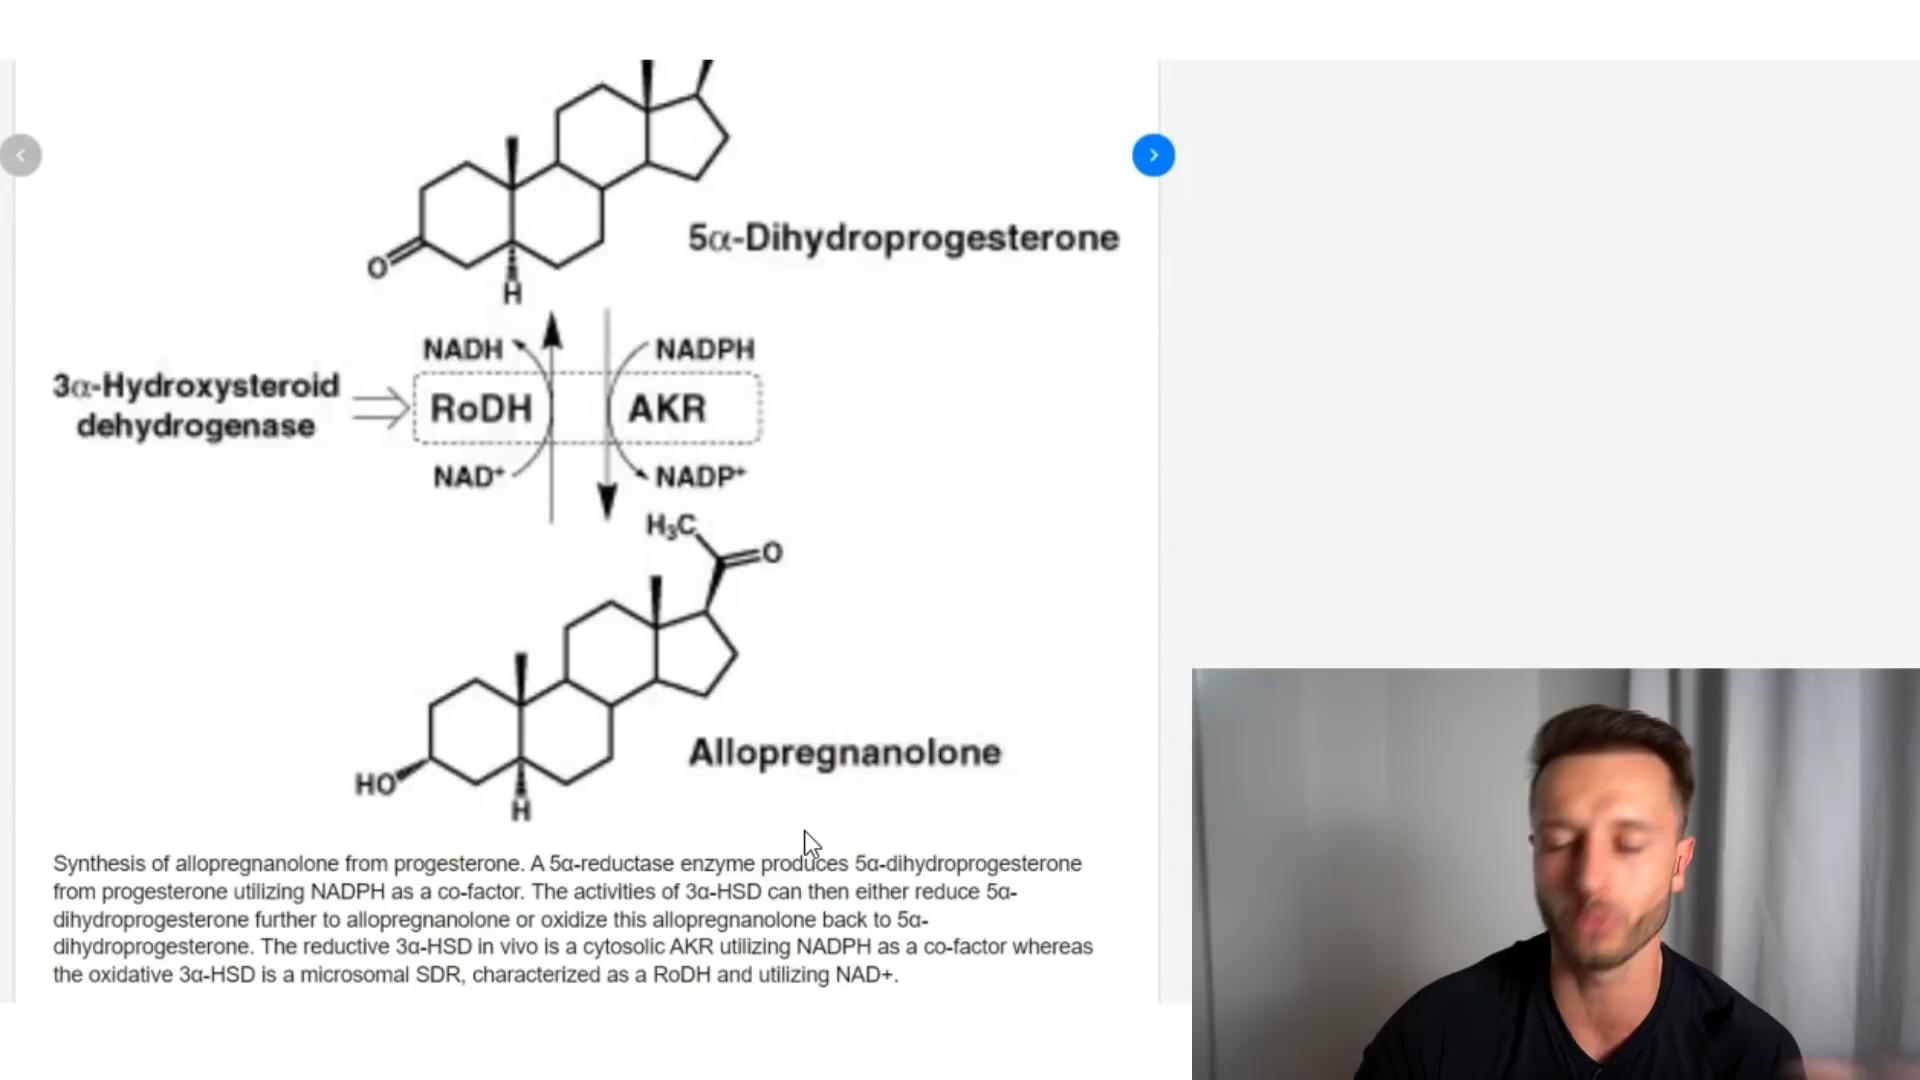 5α-Dihydroprogesterone
O
H
NADH
NADPH
3α-Hydroxysteroid
dehydrogenase
RoDH
AKR
NAD+
NADP+
H3C
O
Allopregnanolone
HO
H
Synthesis of allopregnanolone from progesterone. A 5α-reductase enzyme produces 5α-dihydroprogesterone
from progesterone utilizing NADPH as a co-factor. The activities of 3α-HSD can then either reduce 5α-
dihydroprogesterone further to allopregnanolone or oxidize this allopregnanolone back to 5α-
dihydroprogesterone. The reductive 3α-HSD in vivo is a cytosolic AKR utilizing NADPH as a co-factor whereas
the oxidative 3α-HSD is a microsomal SDR, characterized as a RoDH and utilizing NAD+.